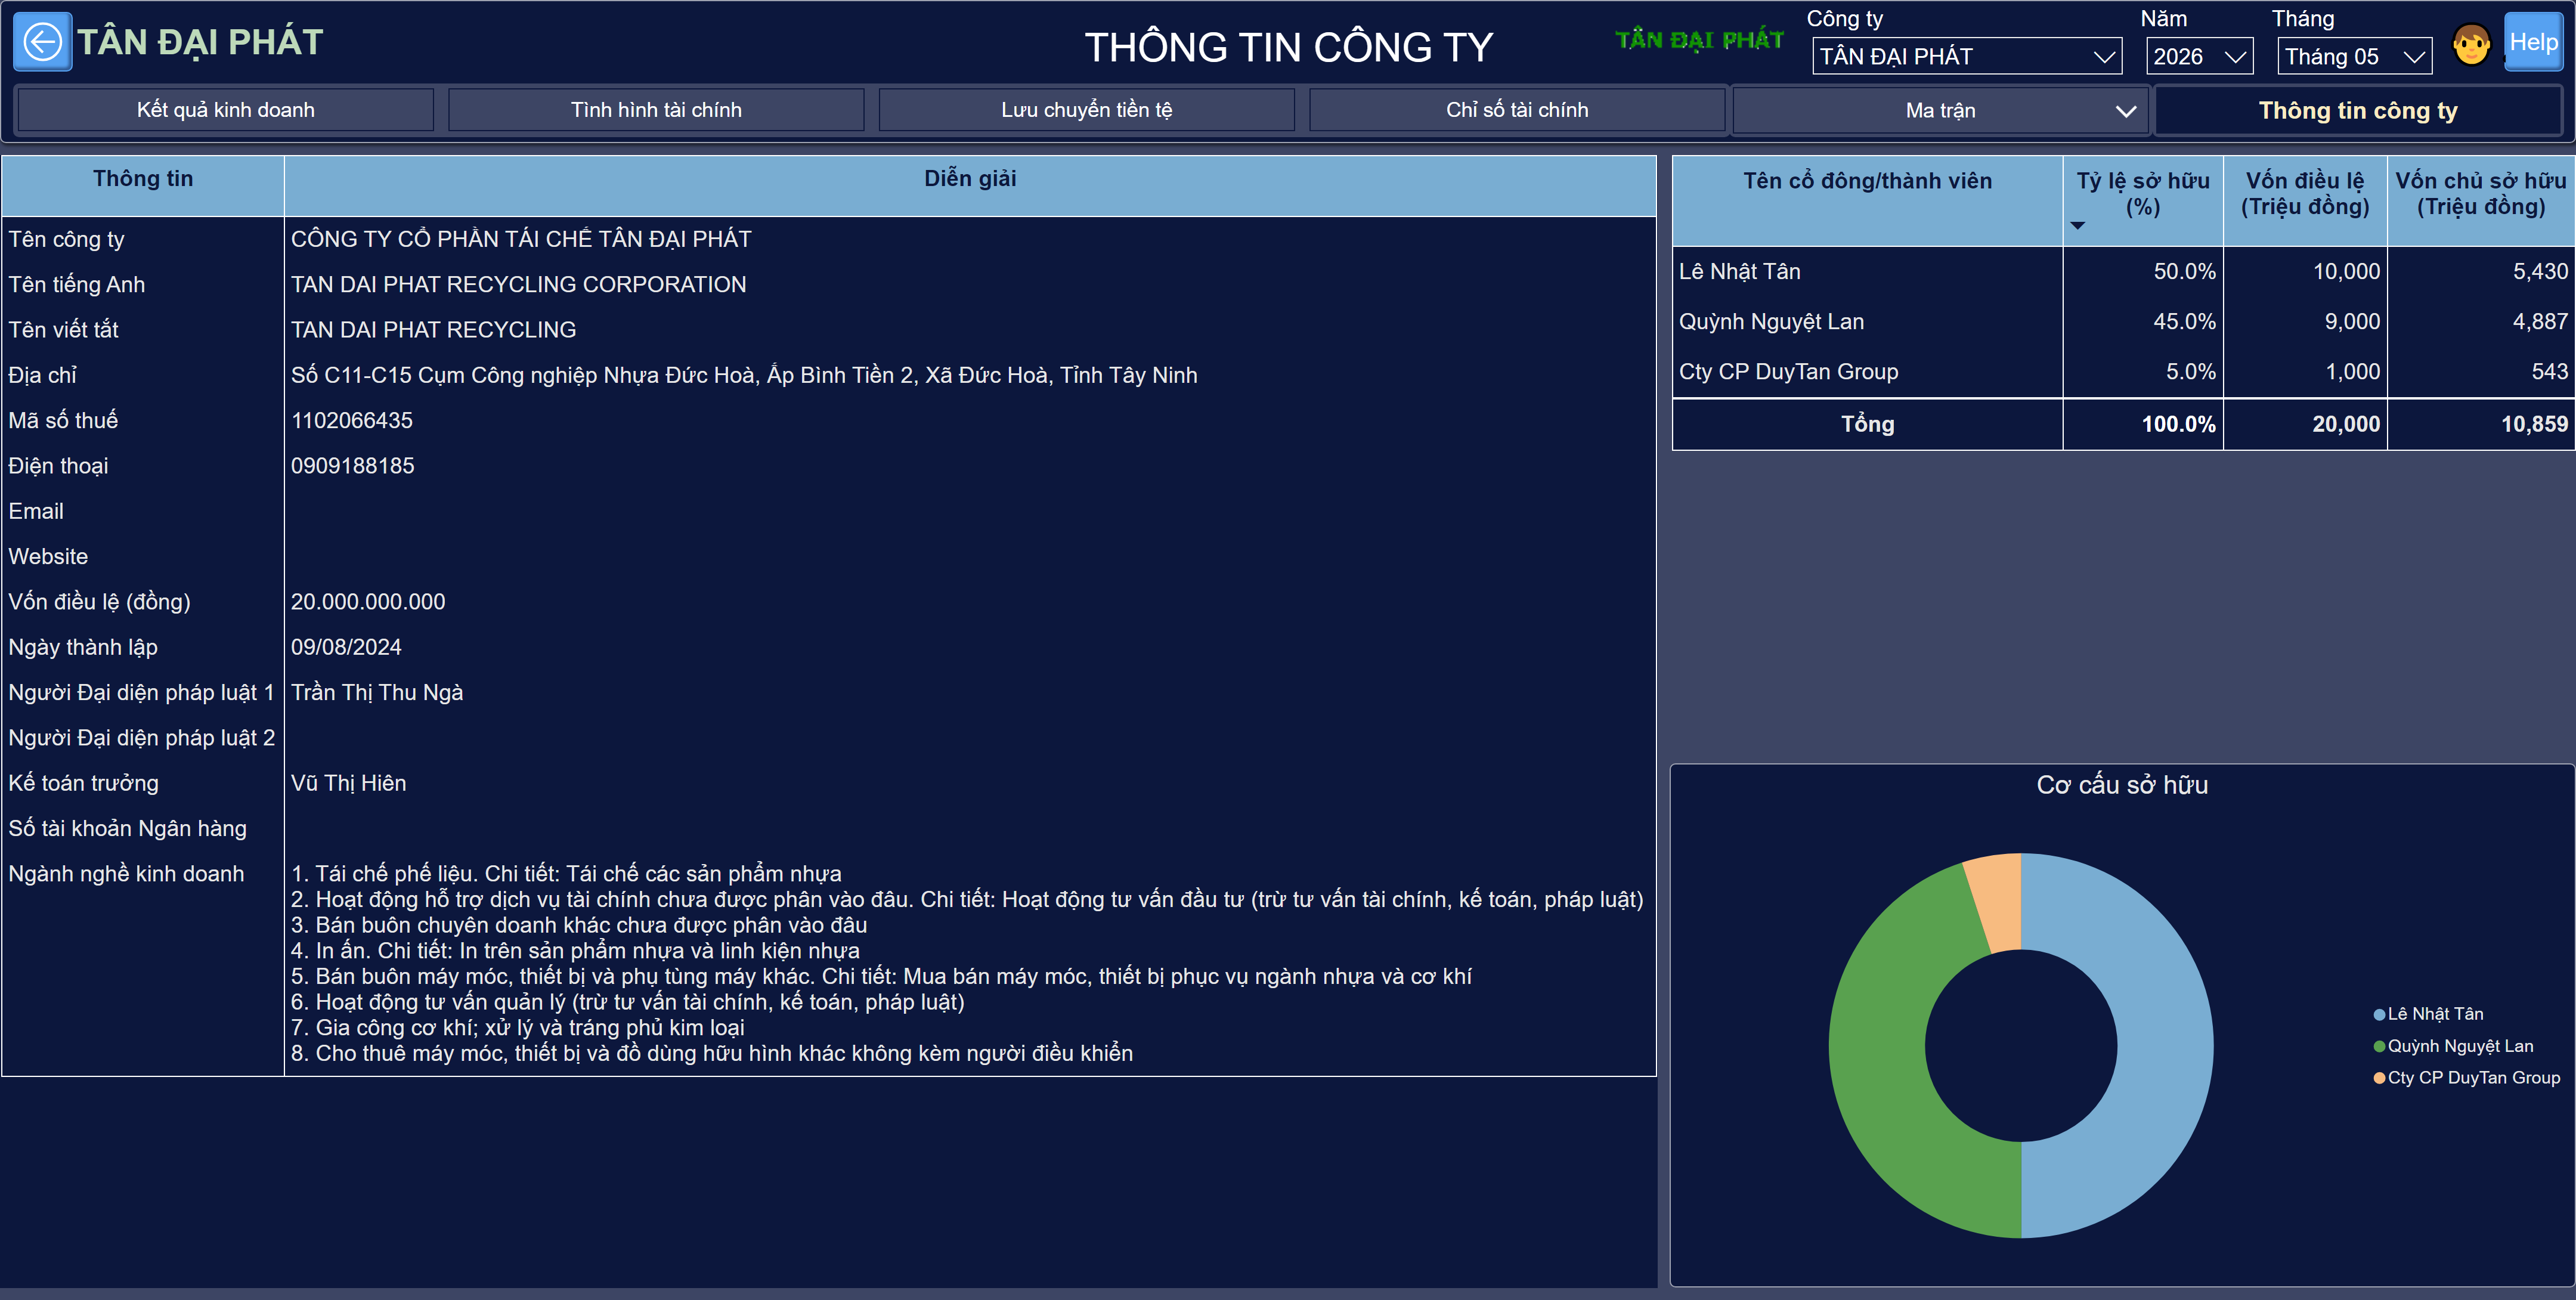 TÂN ĐẠI PHÁT
THÔNG TIN CÔNG TY
TÂN ĐẠI PHÁT
Công ty
TÂN ĐẠI PHÁT
Năm
2026
Tháng
Tháng 05
Help
Kết quả kinh doanh
Tình hình tài chính
Lưu chuyển tiền tệ
Chỉ số tài chính
Ma trận
Thông tin công ty
Thông tin Diễn giải
Tên công ty CÔNG TY CỔ PHẦN TÁI CHẾ TÂN ĐẠI PHÁT
Tên tiếng Anh TAN DAI PHAT RECYCLING CORPORATION
Tên viết tắt TAN DAI PHAT RECYCLING
Địa chỉ Số C11-C15 Cụm Công nghiệp Nhựa Đức Hoà, Ấp Bình Tiền 2, Xã Đức Hoà, Tỉnh Tây Ninh
Mã số thuế 1102066435
Điện thoại 0909188185
Email
Website
Vốn điều lệ (đồng) 20.000.000.000
Ngày thành lập 09/08/2024
Người Đại diện pháp luật 1 Trần Thị Thu Ngà
Người Đại diện pháp luật 2
Kế toán trưởng Vũ Thị Hiên
Số tài khoản Ngân hàng
Ngành nghề kinh doanh 1. Tái chế phế liệu. Chi tiết: Tái chế các sản phẩm nhựa
2. Hoạt động hỗ trợ dịch vụ tài chính chưa được phân vào đâu. Chi tiết: Hoạt động tư vấn đầu tư (trừ tư vấn tài chính, kế toán, pháp luật)
3. Bán buôn chuyên doanh khác chưa được phân vào đâu
4. In ấn. Chi tiết: In trên sản phẩm nhựa và linh kiện nhựa
5. Bán buôn máy móc, thiết bị và phụ tùng máy khác. Chi tiết: Mua bán máy móc, thiết bị phục vụ ngành nhựa và cơ khí
6. Hoạt động tư vấn quản lý (trừ tư vấn tài chính, kế toán, pháp luật)
7. Gia công cơ khí; xử lý và tráng phủ kim loại
8. Cho thuê máy móc, thiết bị và đồ dùng hữu hình khác không kèm người điều khiển
Tên cổ đông/thành viên Tỷ lệ sở hữu Vốn điều lệ Vốn chủ sở hữu
(%) (Triệu đồng) (Triệu đồng)
Lê Nhật Tân 50.0% 10,000 5,430
Quỳnh Nguyệt Lan 45.0% 9,000 4,887
Cty CP DuyTan Group 5.0% 1,000 543
Tổng 100.0% 20,000 10,859
Cơ cấu sở hữu
Lê Nhật Tân
Quỳnh Nguyệt Lan
Cty CP DuyTan Group